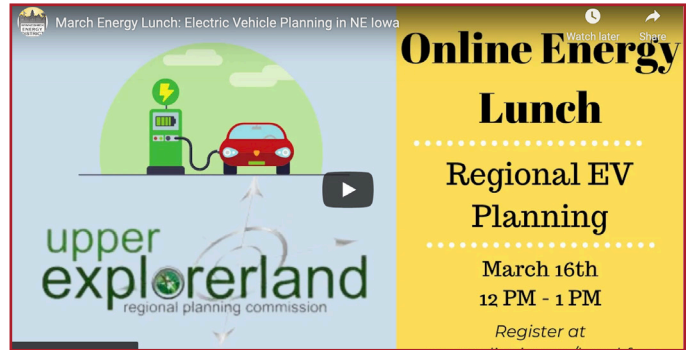 March Energy Lunch: Electric Vehicle Planning in NE Iowa
Watch later
Share
Online Energy
Lunch
Regional EV
Planning
March 16th
12 PM - 1 PM
Register at
upper
explorerland
regional planning commission